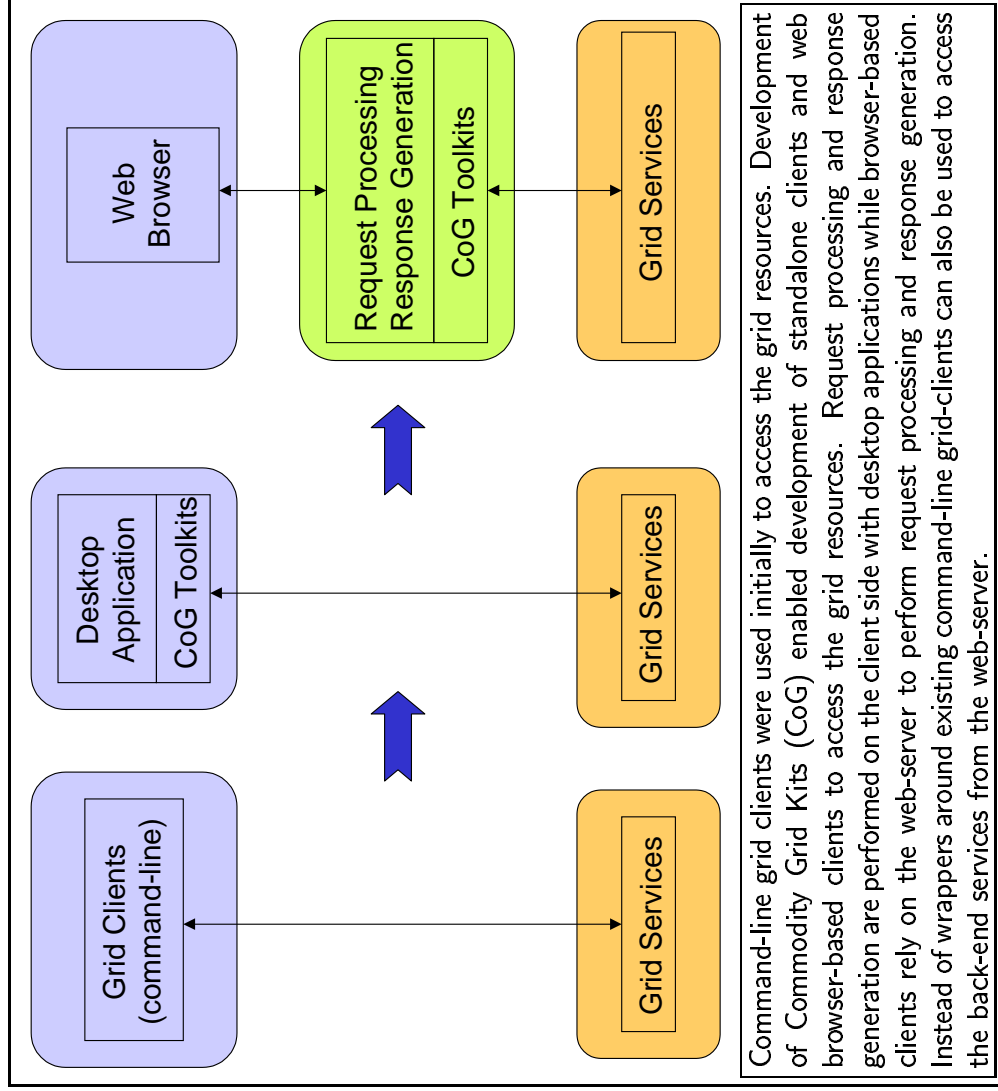 Grid Clients
(command-line)
Grid Services
Desktop
Application
CoG Toolkits
Grid Services
Web
Browser
Request Processing
Response Generation
CoG Toolkits
Grid Services
Command-line grid clients were used initially to access the grid resources. Development
of Commodity Grid Kits (CoG) enabled development of standalone clients and web
browser-based clients to access the grid resources. Request processing and response
generation are performed on the client side with desktop applications while browser-based
clients rely on the web-server to perform request processing and response generation.
Instead of wrappers around existing command-line grid-clients can also be used to access
the back-end services from the web-server.